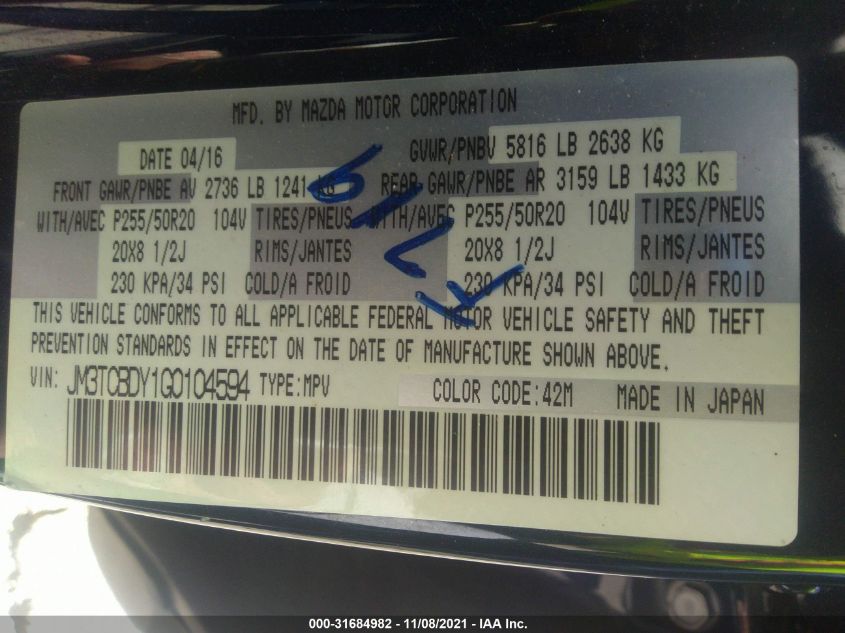 MFD. BY MAZDA MOTOR CORPORATION
DATE 04/16 GVWR/PNBV 5816 LB 2638 KG
FRONT GAWR/PNBE AV 2736 LB 1241 KG REAR GAWR/PNBE AR 3159 LB 1433 KG
WITH/AVEC P255/50R20 104V TIRES/PNEUS WITH/AVEC P255/50R20 104V TIRES/PNEUS
20X8 1/2J RIMS/JANTES 20X8 1/2J RIMS/JANTES
230 KPA/34 PSI COLD/A FROID 230 KPA/34 PSI COLD/A FROID
THIS VEHICLE CONFORMS TO ALL APPLICABLE FEDERAL MOTOR VEHICLE SAFETY AND THEFT
PREVENTION STANDARDS IN EFFECT ON THE DATE OF MANUFACTURE SHOWN ABOVE.
VIN: JM3TCBDY1G0104594 TYPE:MPV COLOR CODE:42M MADE IN JAPAN
000-31684982 - 11/08/2021 - IAA Inc.